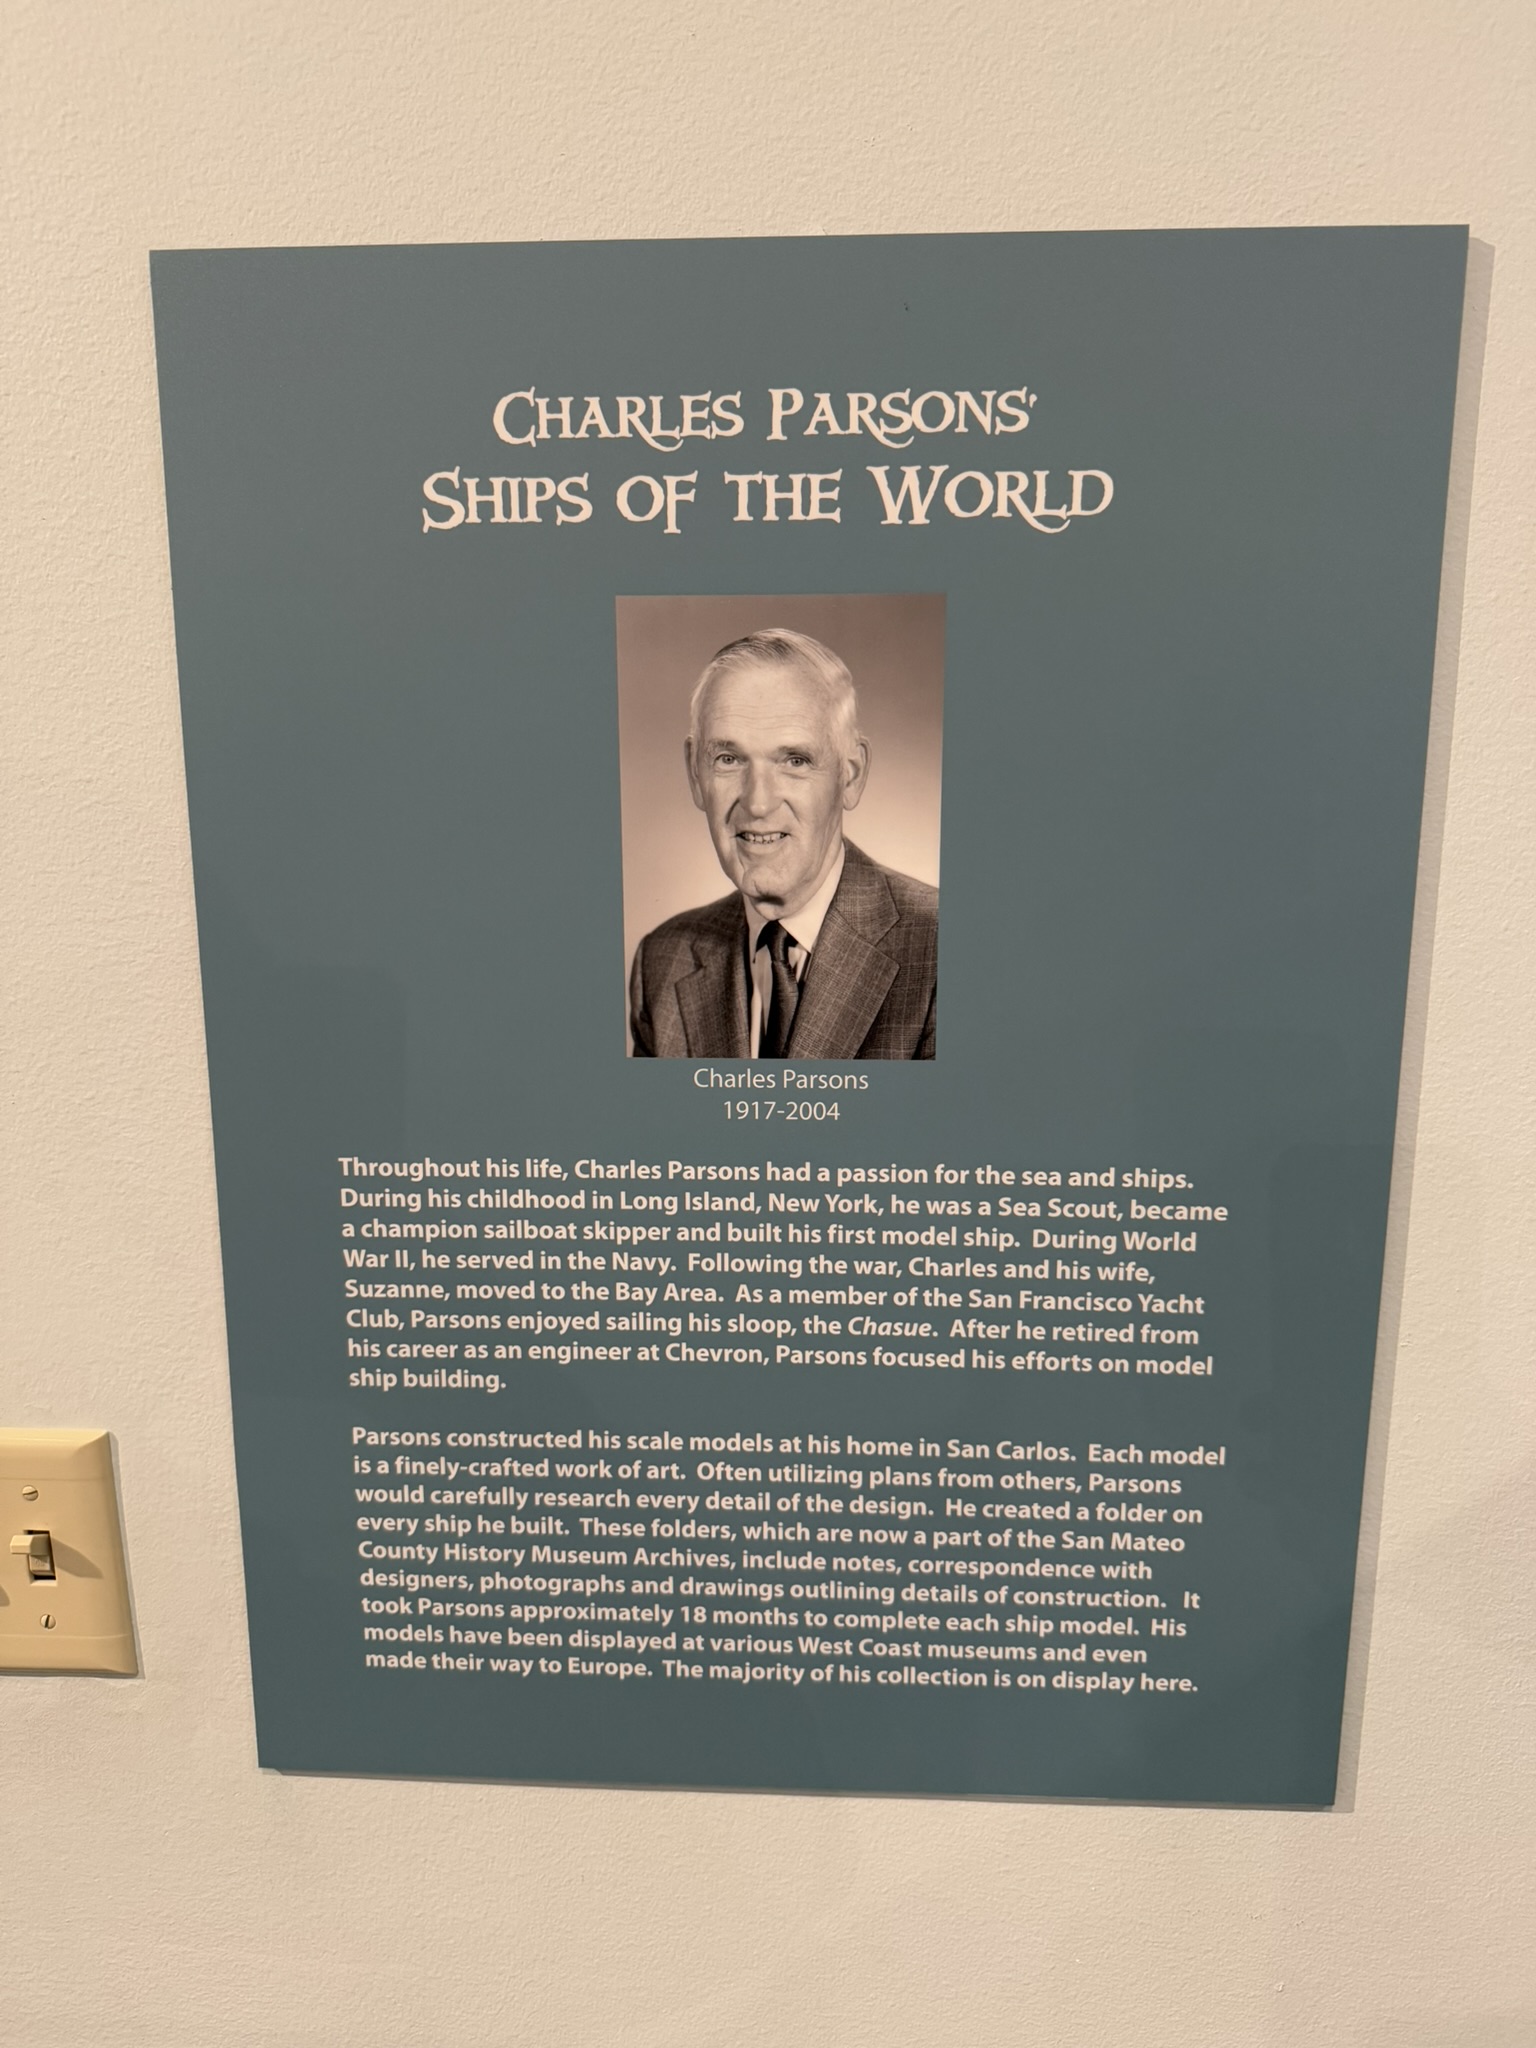 CHARLES PARSONS'
SHIPS OF THE WORLD
Charles Parsons
1917-2004
Throughout his life, Charles Parsons had a passion for the sea and ships.
During his childhood in Long Island, New York, he was a Sea Scout, became
a champion sailboat skipper and built his first model ship. During World
War II, he served in the Navy. Following the war, Charles and his wife,
Suzanne, moved to the Bay Area. As a member of the San Francisco Yacht
Club, Parsons enjoyed sailing his sloop, the Chasue. After he retired from
his career as an engineer at Chevron, Parsons focused his efforts on model
ship building.
Parsons constructed his scale models at his home in San Carlos. Each model
is a finely-crafted work of art. Often utilizing plans from others, Parsons
would carefully research every detail of the design. He created a folder on
every ship he built. These folders, which are now a part of the San Mateo
County History Museum Archives, include notes, correspondence with
designers, photographs and drawings outlining details of construction. It
took Parsons approximately 18 months to complete each ship model. His
models have been displayed at various West Coast museums and even
made their way to Europe. The majority of his collection is on display here.